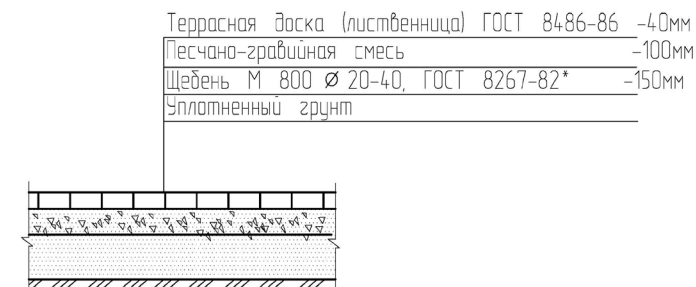 Террасная доска (лиственница) ГОСТ 8486-86 -40мм
Песчано-гравийная смесь -100мм
Щебень М 800 ⌀ 20-40, ГОСТ 8267-82* -150мм
Уплотненный грунт